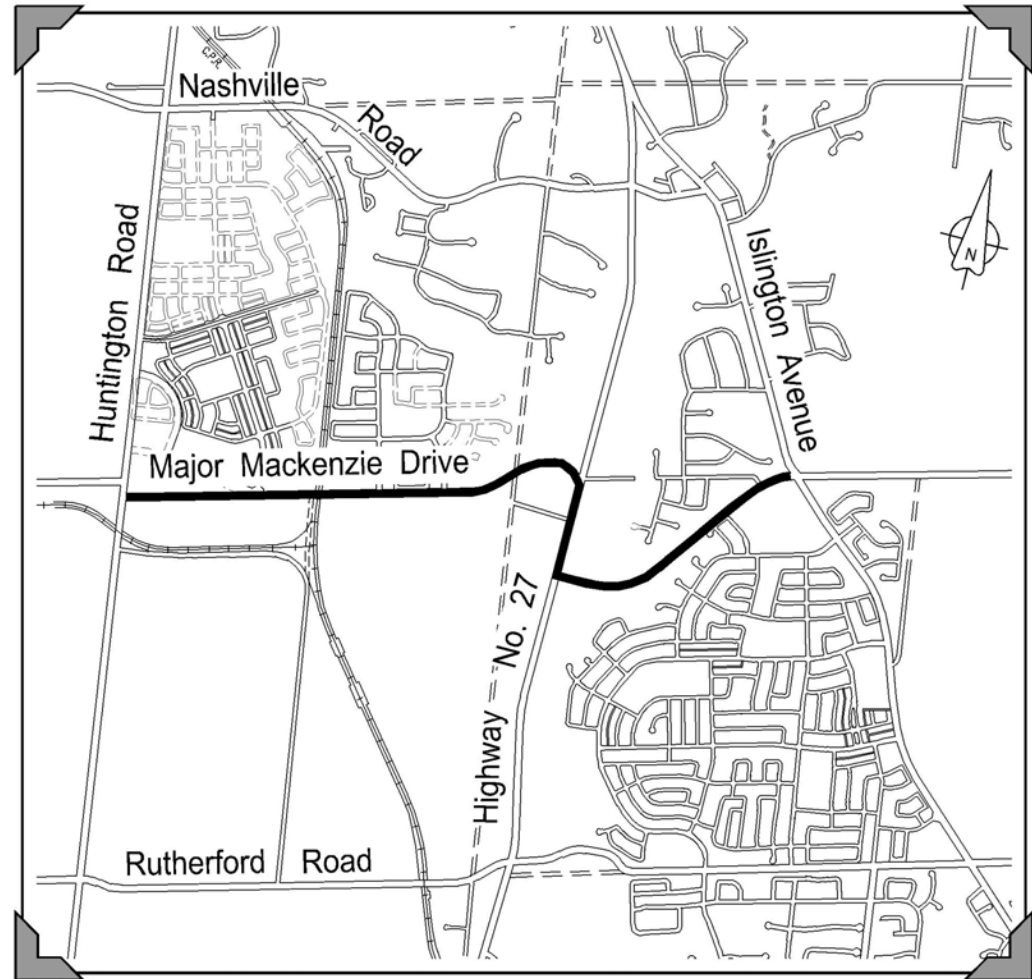 C.P.R.
Nashville Road
Huntington Road
Islington Avenue
N
Major Mackenzie Drive
Highway No. 27
Rutherford Road